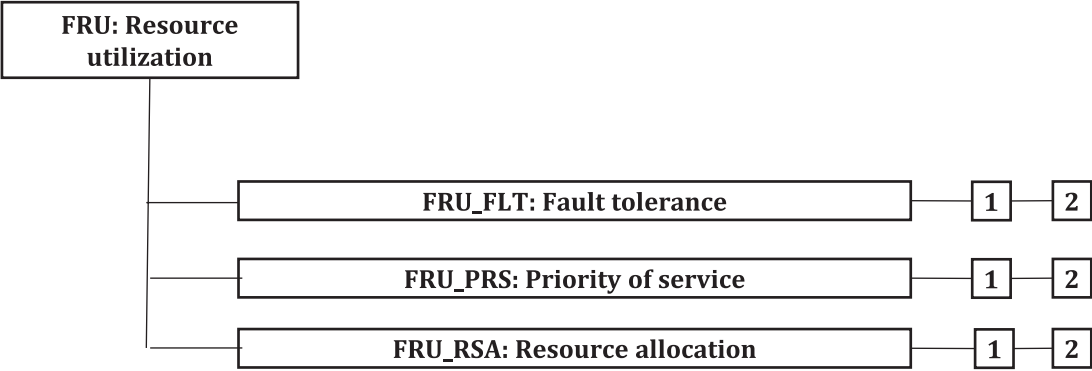 FRU: Resource
utilization
FRU_FLT: Fault tolerance 1 2
FRU_PRS: Priority of service 1 2
FRU_RSA: Resource allocation 1 2